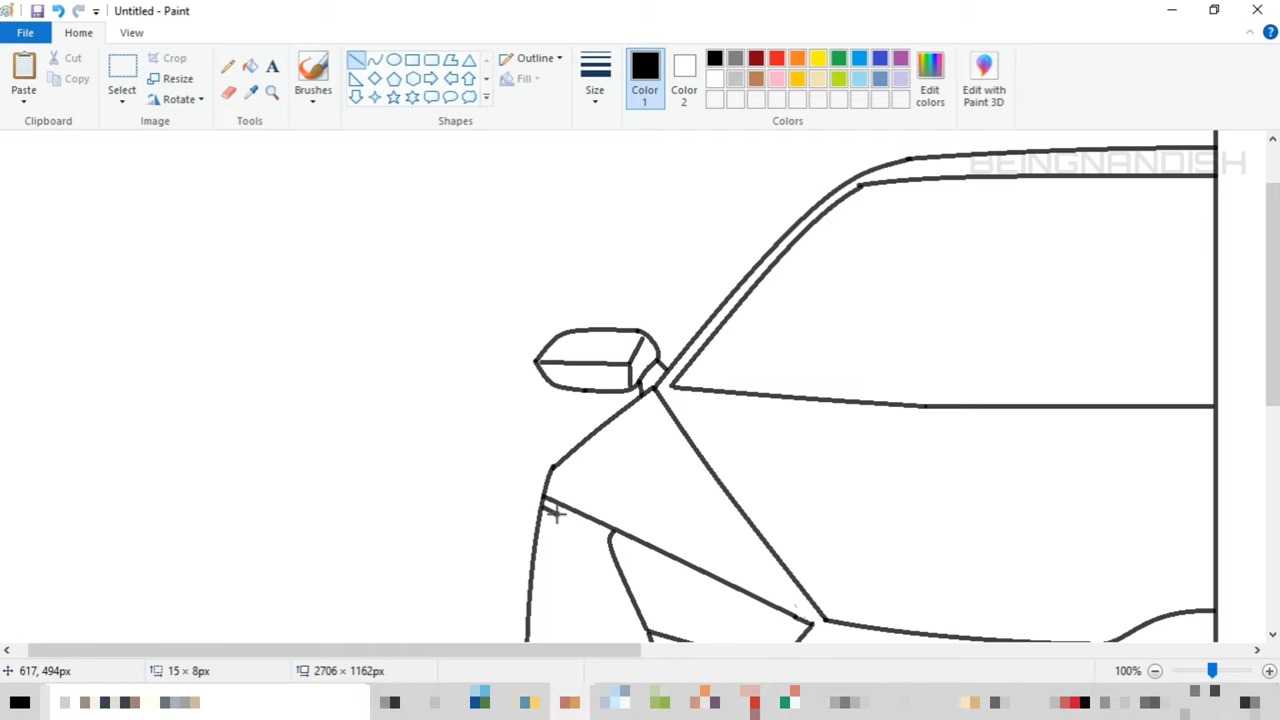 Untitled - Paint
File
Home
View
Paste
Cut
Copy
Clipboard
Select
Crop
Resize
Rotate
Image
A
Tools
Brushes
Outline
Fill
Shapes
Size
Color 1
Color 2
Edit colors
Colors
Edit with Paint 3D
BEINGNANDISH
617, 494px
15 × 8px
2706 × 1162px
100%